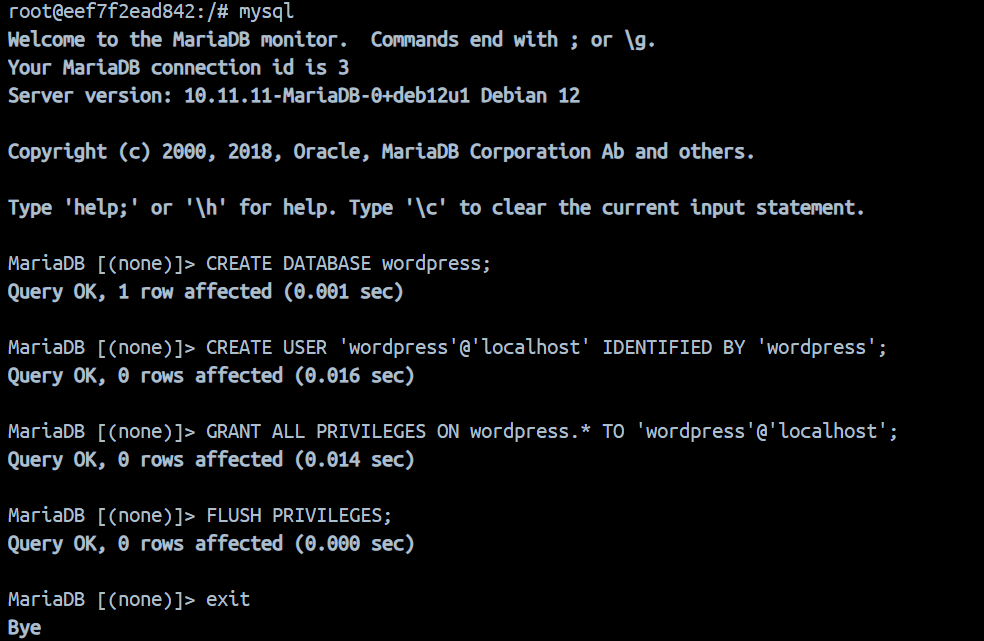 root@eef7f2ead842:/# mysql
Welcome to the MariaDB monitor.  Commands end with ; or \g.
Your MariaDB connection id is 3
Server version: 10.11.11-MariaDB-0+deb12u1 Debian 12
Copyright (c) 2000, 2018, Oracle, MariaDB Corporation Ab and others.
Type 'help;' or '\h' for help. Type '\c' to clear the current input statement.
MariaDB [(none)]> CREATE DATABASE wordpress;
Query OK, 1 row affected (0.001 sec)
MariaDB [(none)]> CREATE USER 'wordpress'@'localhost' IDENTIFIED BY 'wordpress';
Query OK, 0 rows affected (0.016 sec)
MariaDB [(none)]> GRANT ALL PRIVILEGES ON wordpress.* TO 'wordpress'@'localhost';
Query OK, 0 rows affected (0.014 sec)
MariaDB [(none)]> FLUSH PRIVILEGES;
Query OK, 0 rows affected (0.000 sec)
MariaDB [(none)]> exit
Bye